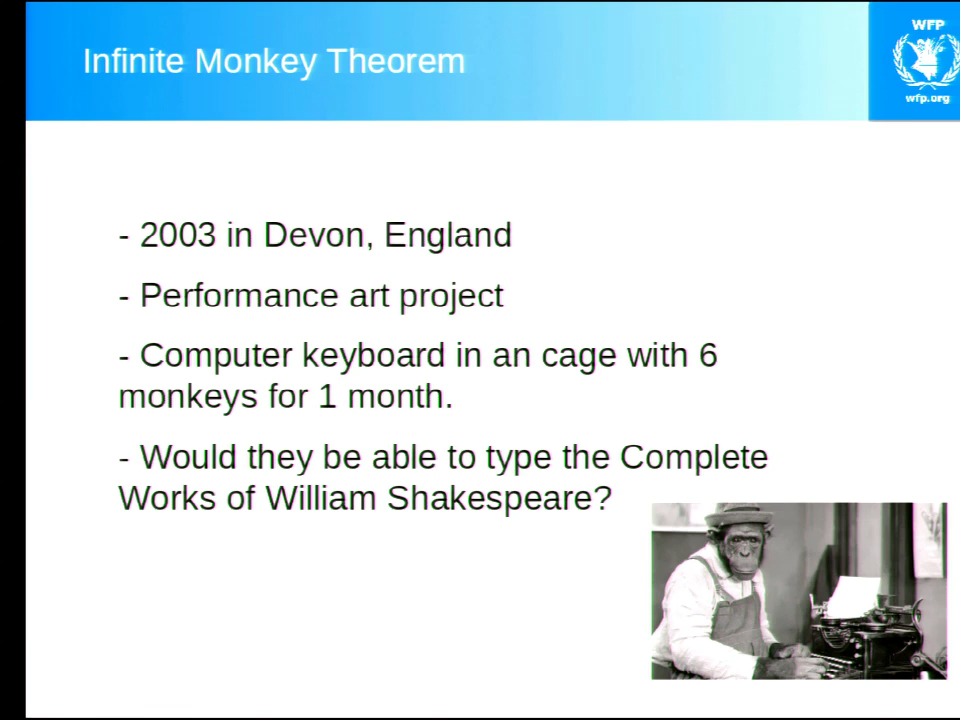 Infinite Monkey Theorem
WFP
wfp.org
- 2003 in Devon, England
- Performance art project
- Computer keyboard in an cage with 6
monkeys for 1 month.
- Would they be able to type the Complete
Works of William Shakespeare?